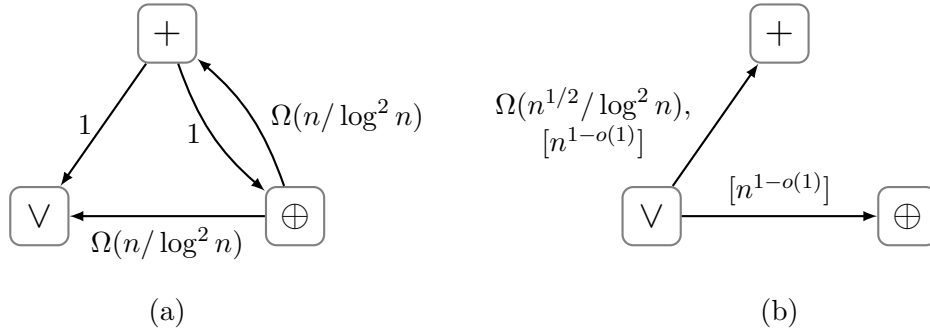 +
+
Ω(n/ log² n)
1
1
Ω(n^{1/2}/ log² n),
[n^{1−o(1)}]
∨
⊕
Ω(n/ log² n)
∨
[n^{1−o(1)}]
⊕
(a)
(b)